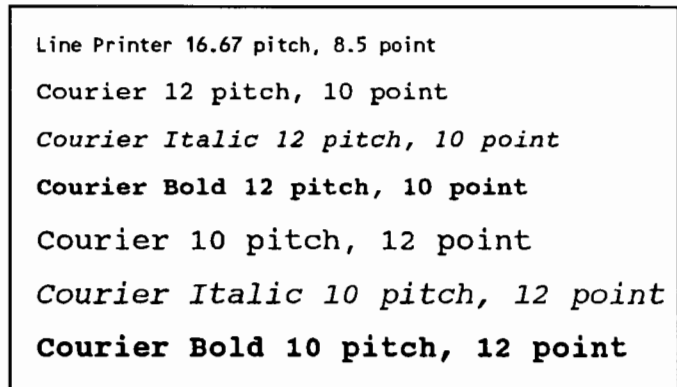 Line Printer 16.67 pitch, 8.5 point
Courier 12 pitch, 10 point
Courier Italic 12 pitch, 10 point
Courier Bold 12 pitch, 10 point
Courier 10 pitch, 12 point
Courier Italic 10 pitch, 12 point
Courier Bold 10 pitch, 12 point